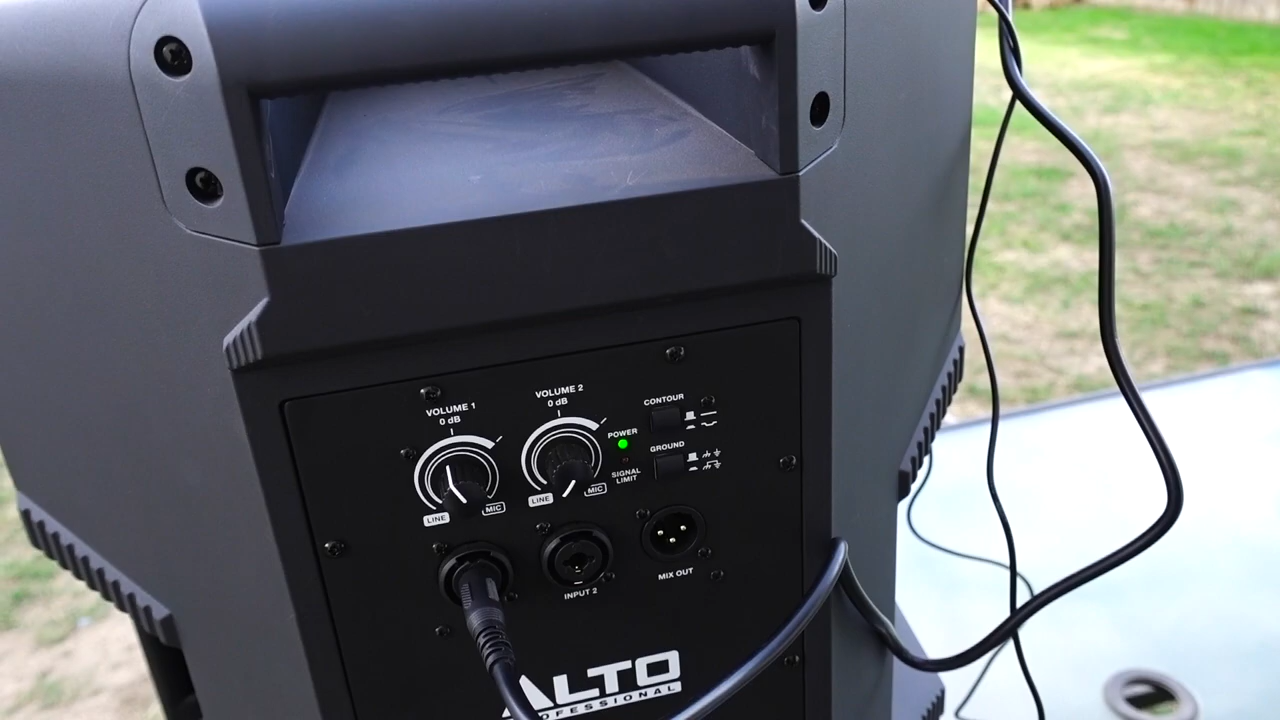 VOLUME 1
0 dB
VOLUME 2
0 dB
CONTOUR
POWER
GROUND
SIGNAL
LIMIT
LINE
MIC
LINE
MIC
INPUT 2
MIX OUT
ALTO
PROFESSIONAL